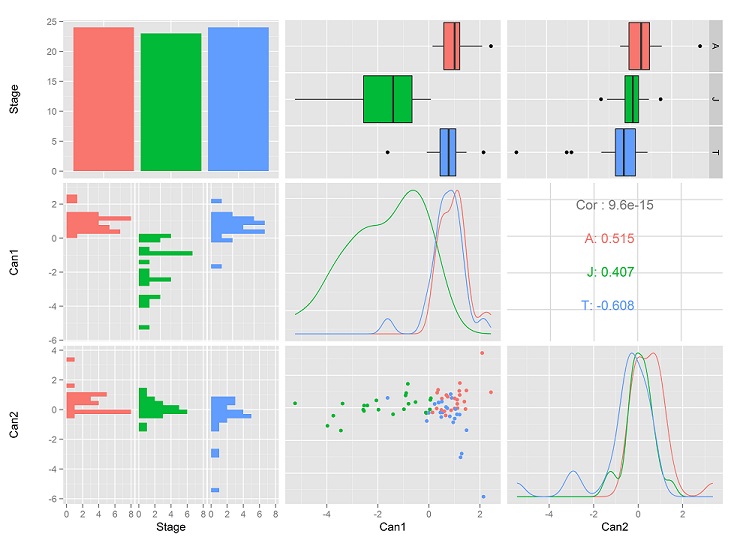 25
20
15
10
5
0
Stage
A
J
T
2
0
-2
-4
-6
Can1
Cor : 9.6e-15
A: 0.515
J: 0.407
T: -0.608
4
2
0
-2
-4
-6
Can2
0 2 4 6 8 0 2 4 6 8 0 2 4 6 8
-4 -2 0 2
-4 -2 0 2
Stage
Can1
Can2